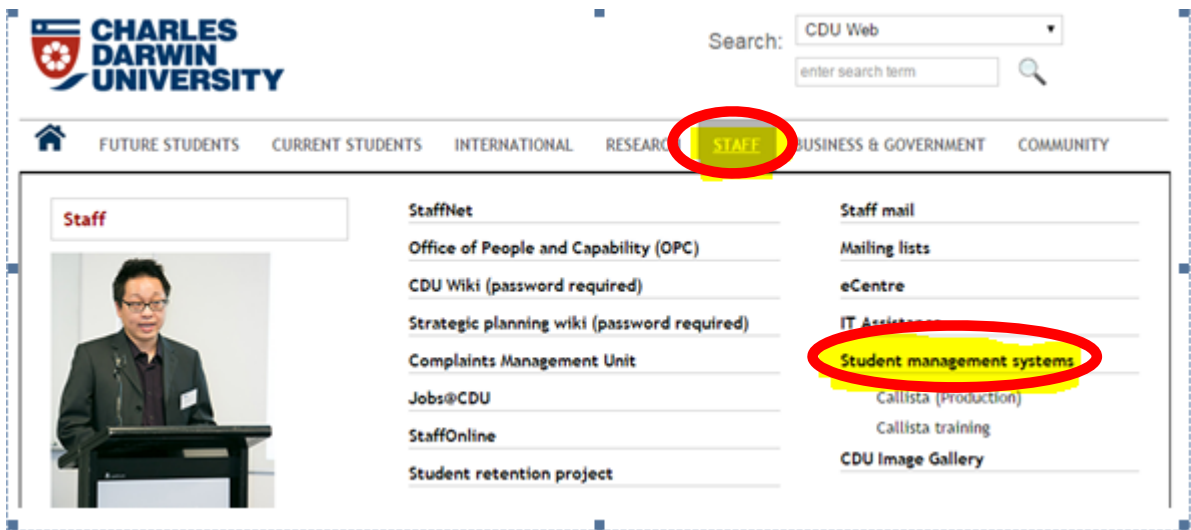 CHARLES
DARWIN
UNIVERSITY
Search:
CDU Web
enter search term
FUTURE STUDENTS CURRENT STUDENTS INTERNATIONAL RESEARCH STAFF BUSINESS & GOVERNMENT COMMUNITY
Staff
StaffNet
Office of People and Capability (OPC)
CDU Wiki (password required)
Strategic planning wiki (password required)
Complaints Management Unit
Jobs@CDU
StaffOnline
Student retention project
Staff mail
Mailing lists
eCentre
IT Assistance
Student management systems
Callista (Production)
Callista training
CDU Image Gallery